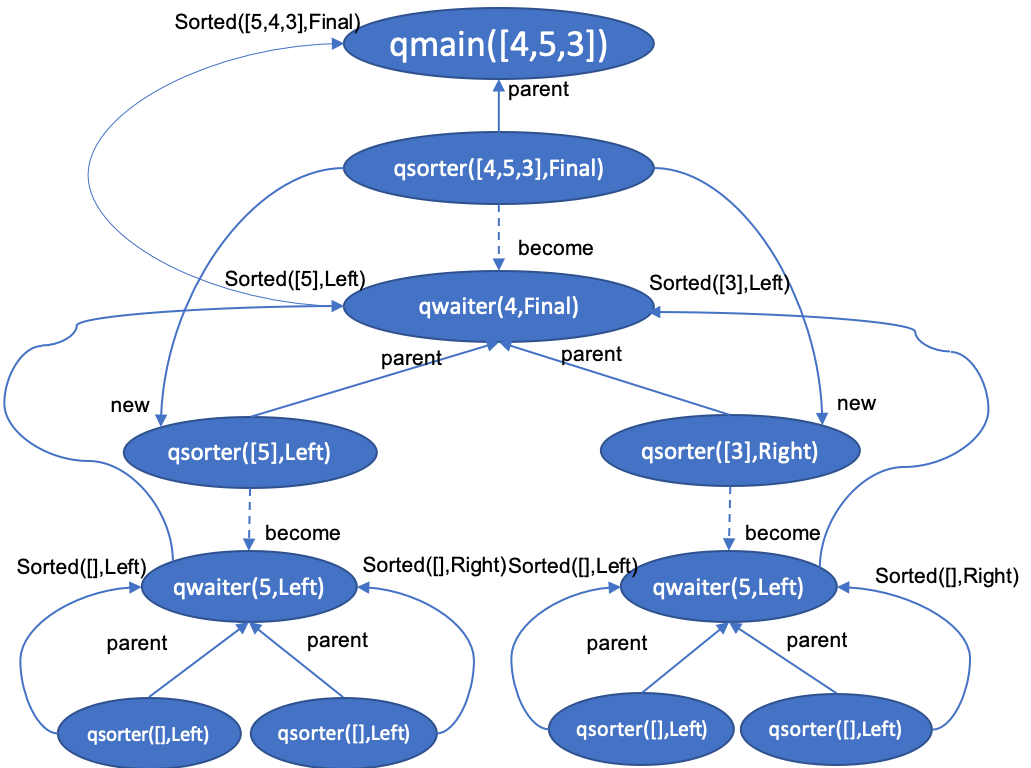 Sorted([5,4,3],Final)
qmain([4,5,3])
parent
qsorter([4,5,3],Final)
become
Sorted([5],Left)
Sorted([3],Left)
qwaiter(4,Final)
parent
parent
new
new
qsorter([5],Left)
qsorter([3],Right)
become
become
Sorted([],Left)
qwaiter(5,Left)
Sorted([],Right)
Sorted([],Left)
qwaiter(5,Left)
Sorted([],Right)
parent
parent
parent
parent
qsorter([],Left)
qsorter([],Left)
qsorter([],Left)
qsorter([],Left)